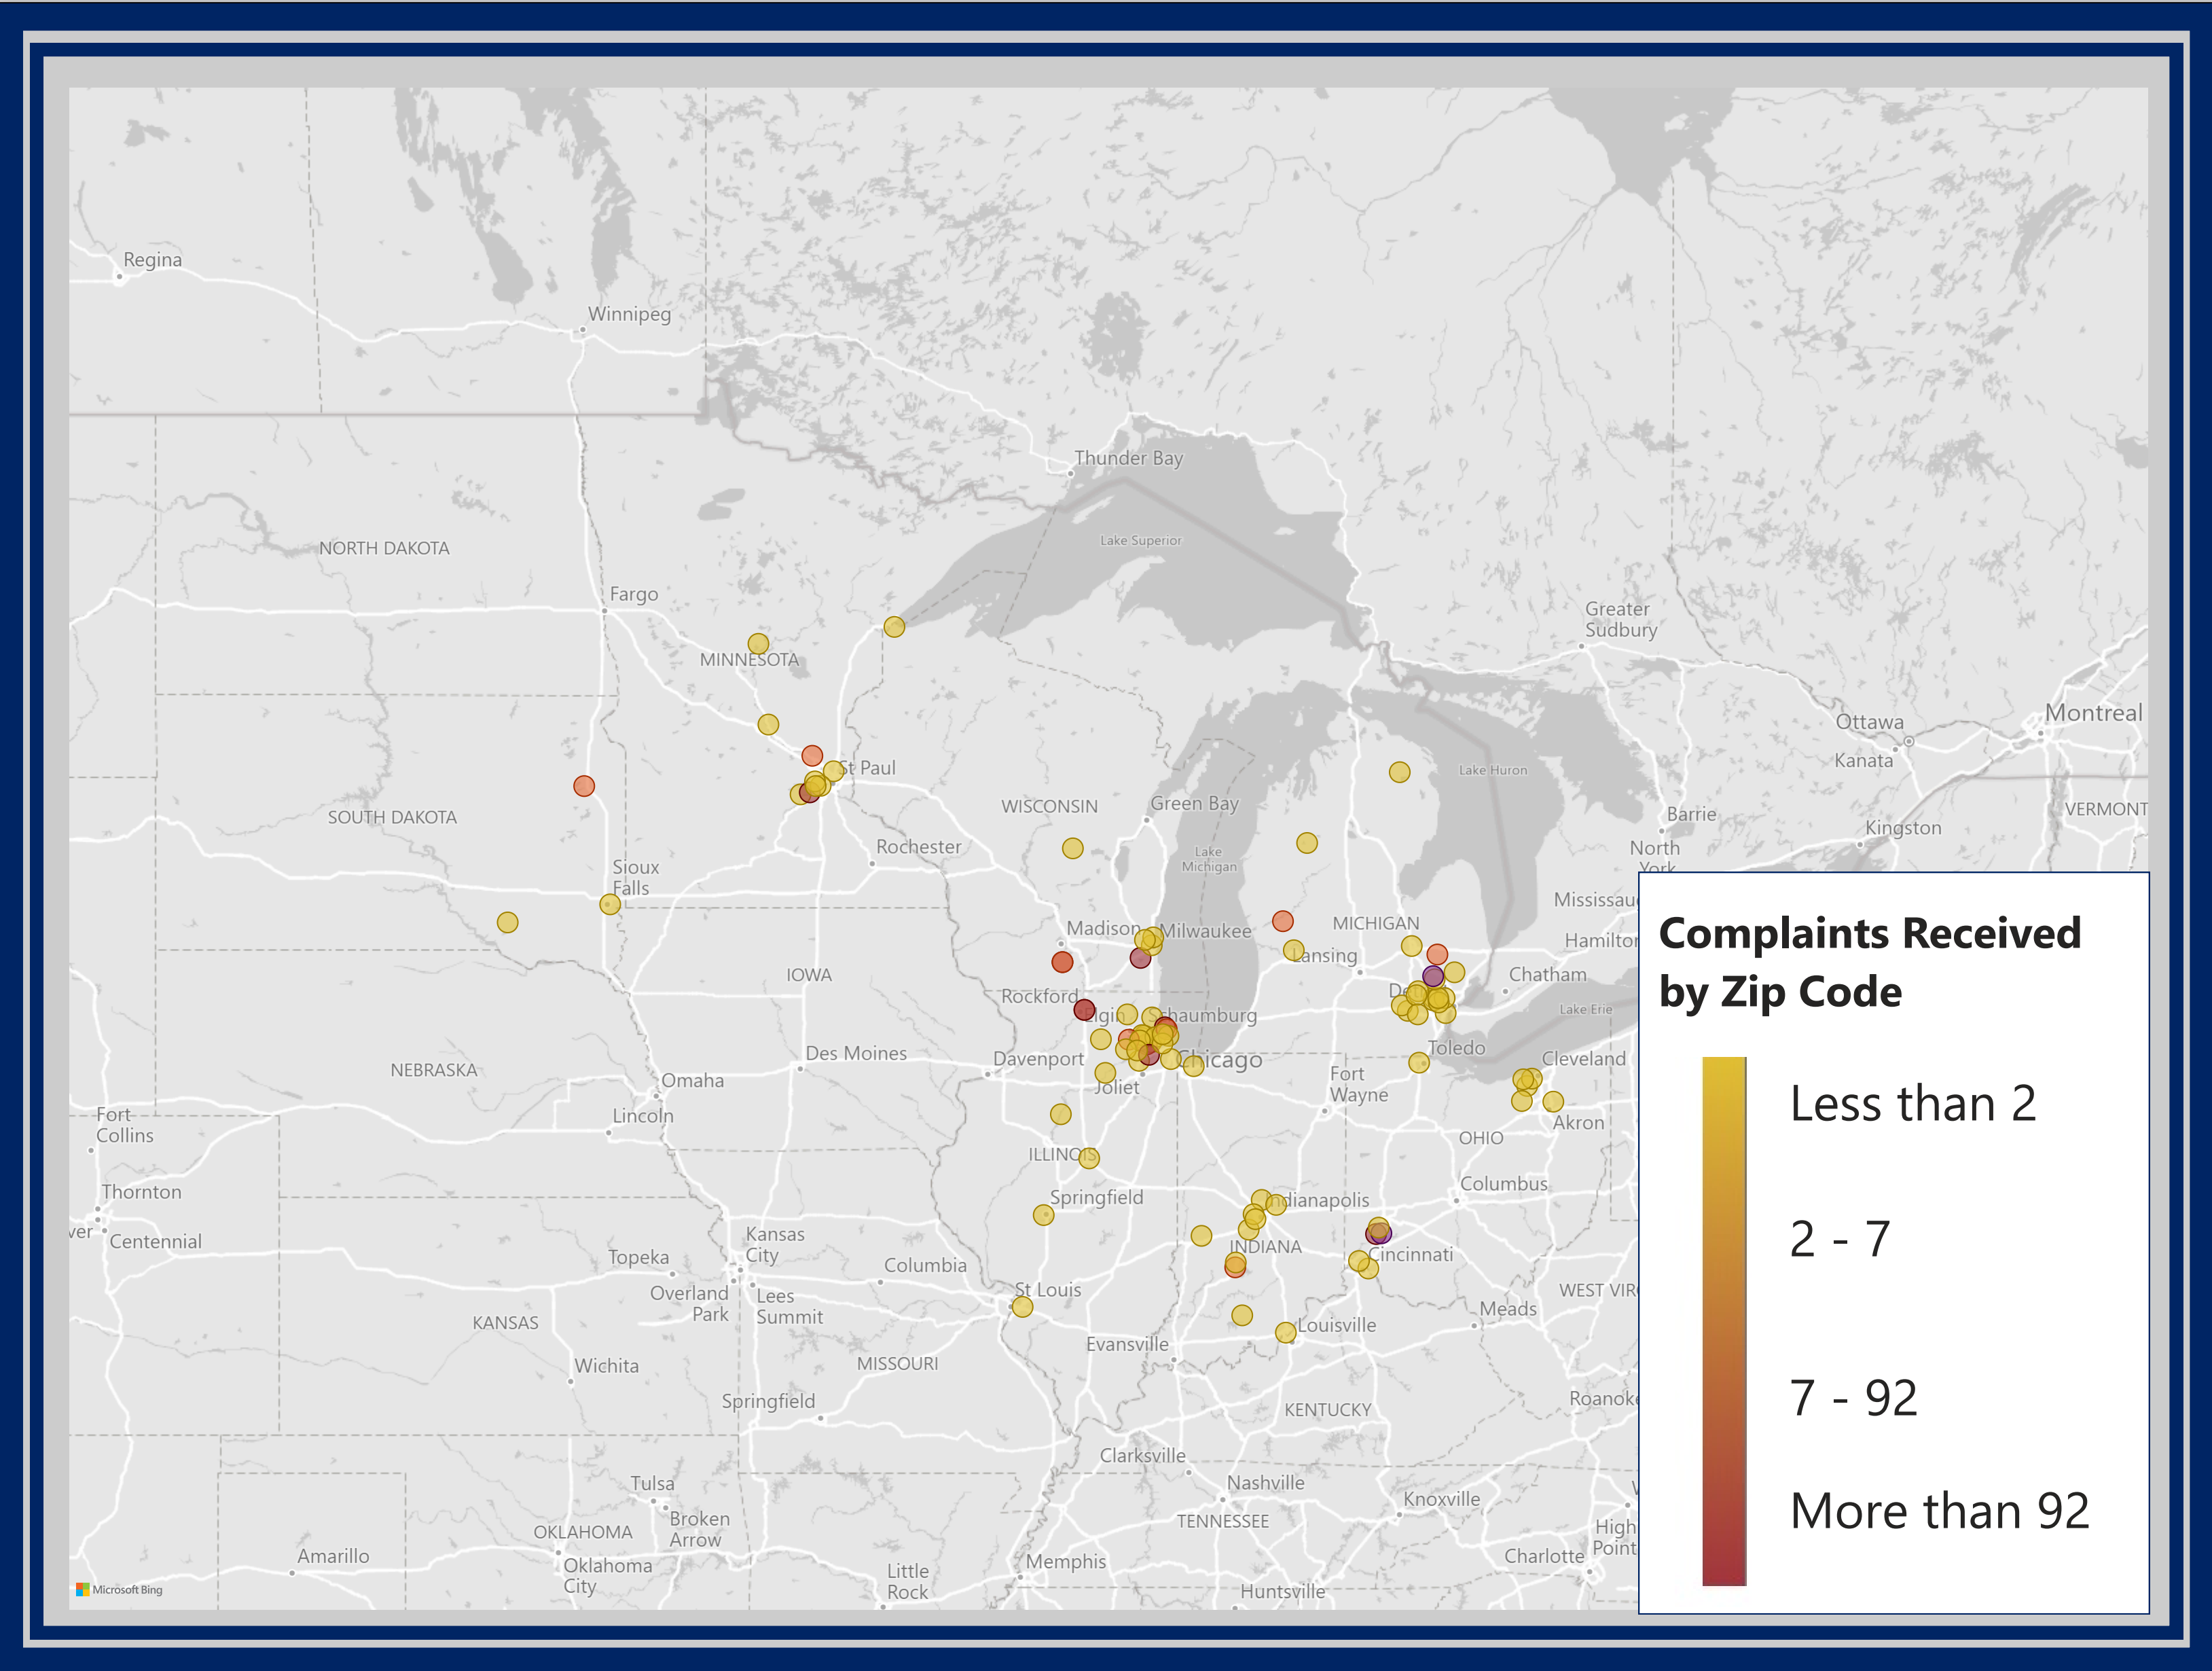 Regina
Winnipeg
Thunder Bay
Lake Superior
NORTH DAKOTA
Fargo
Greater
Sudbury
MINNESOTA
Montreal
Ottawa
Kanata
St Paul
Lake Huron
WISCONSIN
Green Bay
SOUTH DAKOTA
Barrie
VERMONT
Kingston
Rochester
North
York
Lake
Michigan
Sioux
Falls
Madison
Milwaukee
MICHIGAN
Hamilton
Lansing
Chatham
IOWA
Rockford
Elgin
Schaumburg
Lake Erie
Des Moines
Davenport
Chicago
Toledo
Cleveland
NEBRASKA
Omaha
Joliet
Fort
Wayne
Fort
Collins
Lincoln
Akron
OHIO
ILLINOIS
Thornton
Springfield
Indianapolis
Columbus
ver
Centennial
Kansas
City
INDIANA
Cincinnati
Topeka
Columbia
Overland
Park
Lees
Summit
St Louis
WEST VIR
Meads
KANSAS
Louisville
Evansville
MISSOURI
Wichita
Springfield
KENTUCKY
Roanoke
Clarksville
Tulsa
Nashville
Knoxville
Broken
Arrow
TENNESSEE
OKLAHOMA
High
Point
Amarillo
Oklahoma
City
Memphis
Charlotte
Little
Rock
Huntsville
Microsoft Bing
Complaints Received
by Zip Code
Less than 2
2 - 7
7 - 92
More than 92